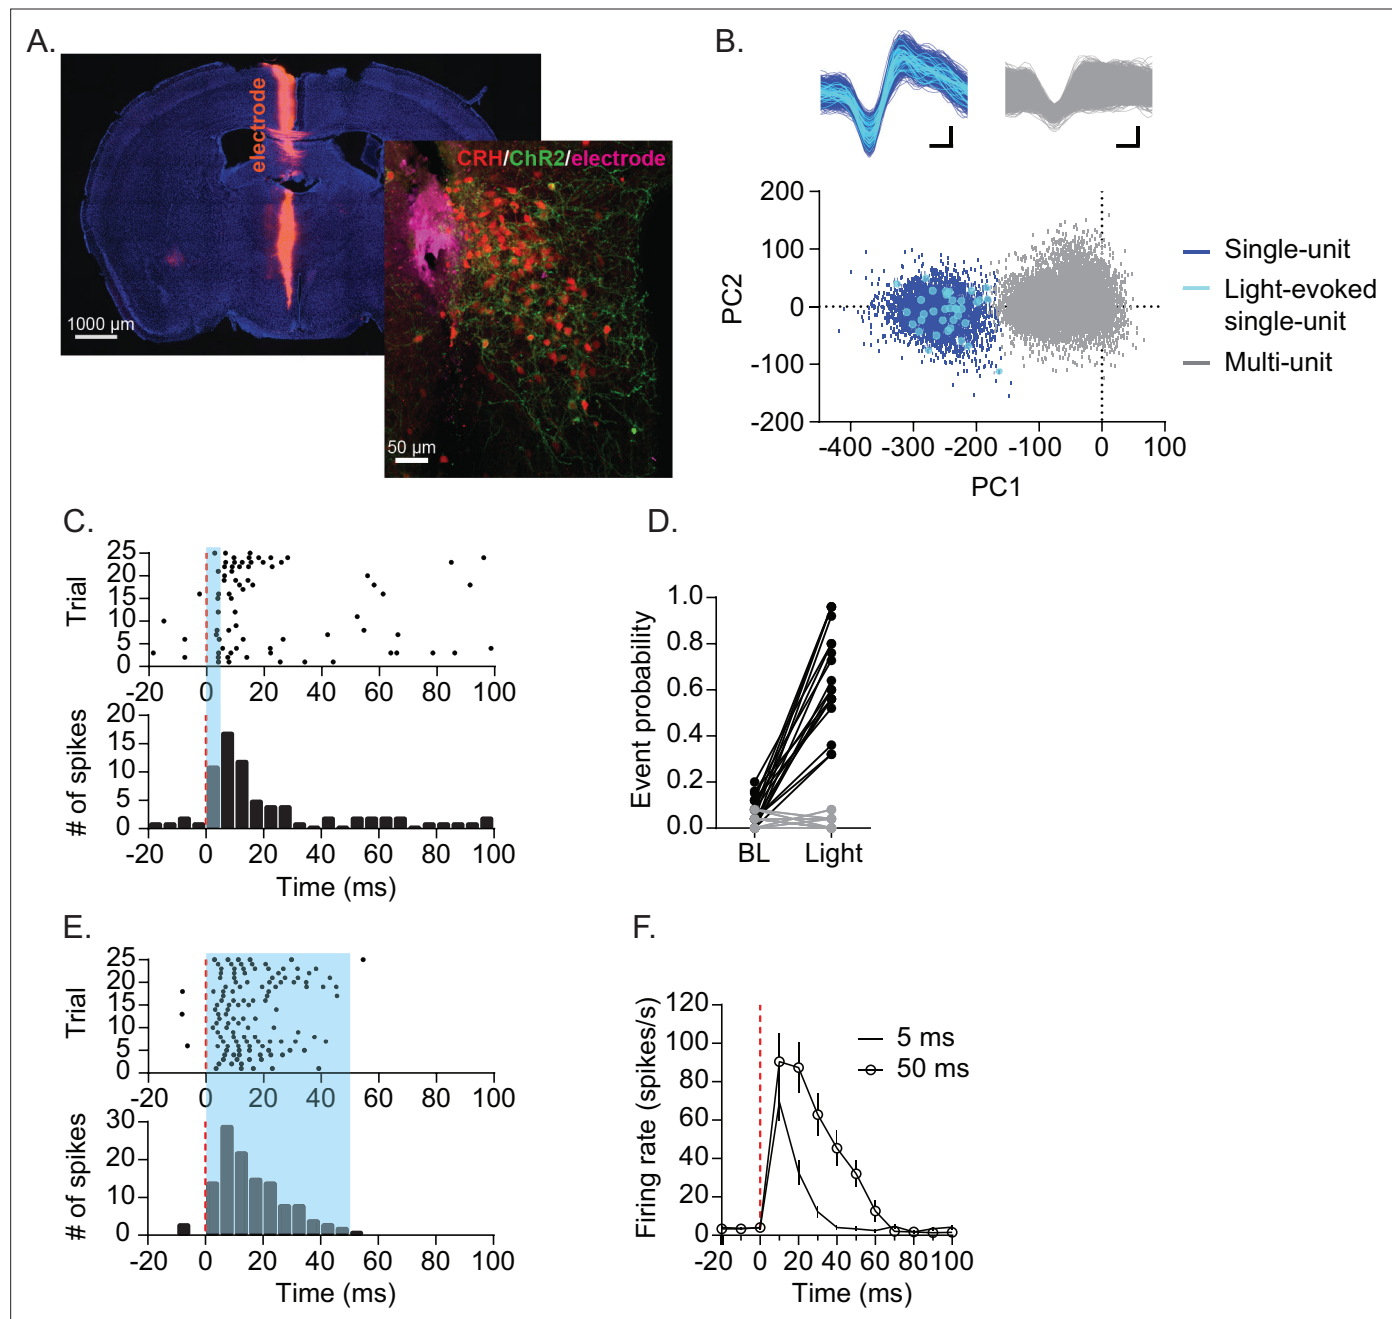 A.
electrode
1000 µm
CRH/ChR2/electrode
50 µm
B.
200
100
0
-100
-200
PC2
-400 -300 -200 -100 0 100
PC1
Single-unit
Light-evoked
single-unit
Multi-unit
C.
25
20
15
10
5
0
Trial
-20 0 20 40 60 80 100
20
15
10
5
0
# of spikes
-20 0 20 40 60 80 100
Time (ms)
D.
1.0
0.8
0.6
0.4
0.2
0.0
Event probability
BL Light
E.
25
20
15
10
5
0
Trial
-20 0 20 40 60 80 100
30
20
10
0
# of spikes
-20 0 20 40 60 80 100
Time (ms)
F.
120
100
80
60
40
20
0
Firing rate (spikes/s)
5 ms
50 ms
-20 0 20 40 60 80 100
Time (ms)